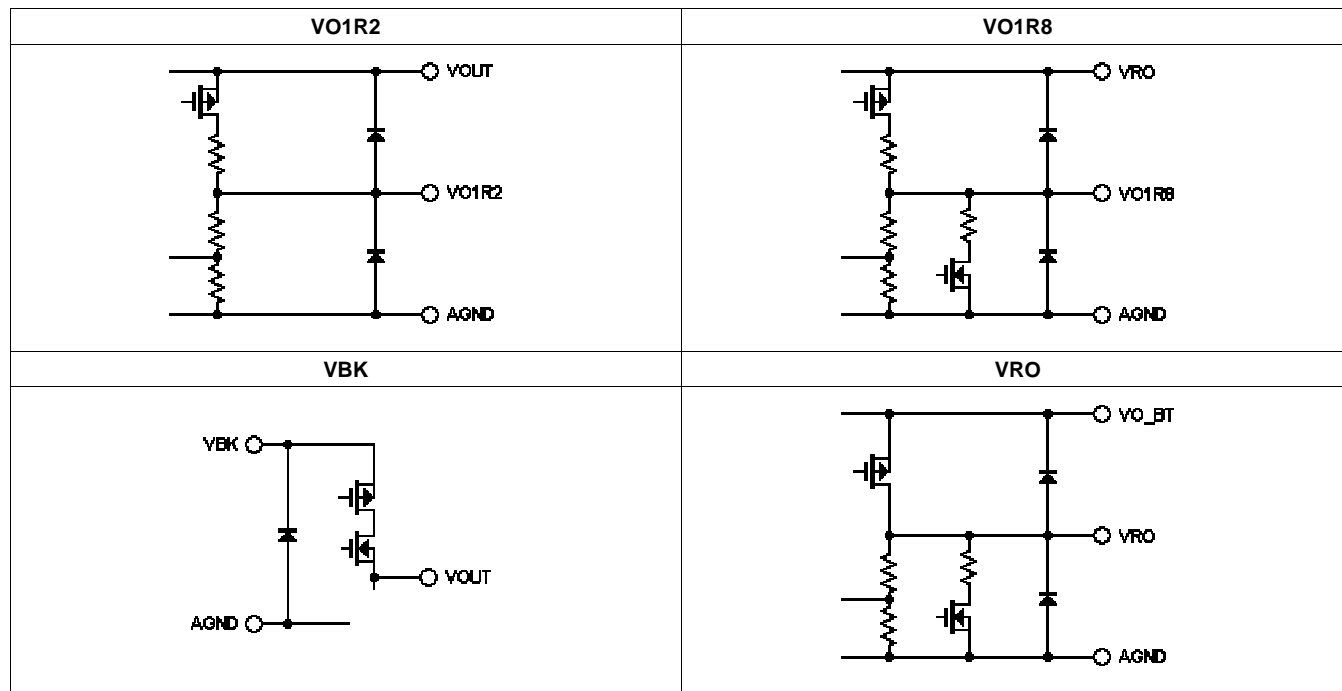 VO1R2
VO1R8
VOUT
VO1R2
AGND
VRO
VO1R8
AGND
VBK
VRO
VBK
VOUT
AGND
VO_BT
VRO
AGND